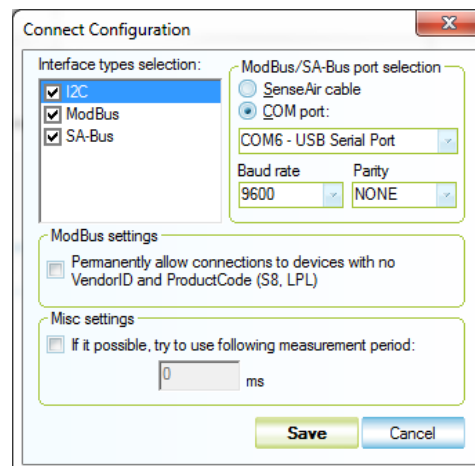 Connect Configuration
Interface types selection:
I2C
ModBus
SA-Bus
ModBus/SA-Bus port selection
SenseAir cable
COM port:
COM6 - USB Serial Port
Baud rate Parity
9600 NONE
ModBus settings
Permanently allow connections to devices with no
VendorID and ProductCode (S8, LPL)
Misc settings
If it possible, try to use following measurement period:
0 ms
Save Cancel